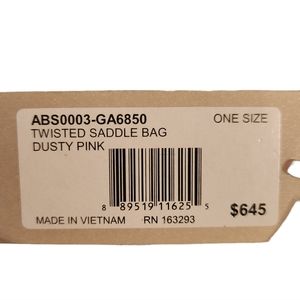 ABS0003-GA6850 ONE SIZE
TWISTED SADDLE BAG
DUSTY PINK
8 89519 11625 5
MADE IN VIETNAM RN 163293 $645